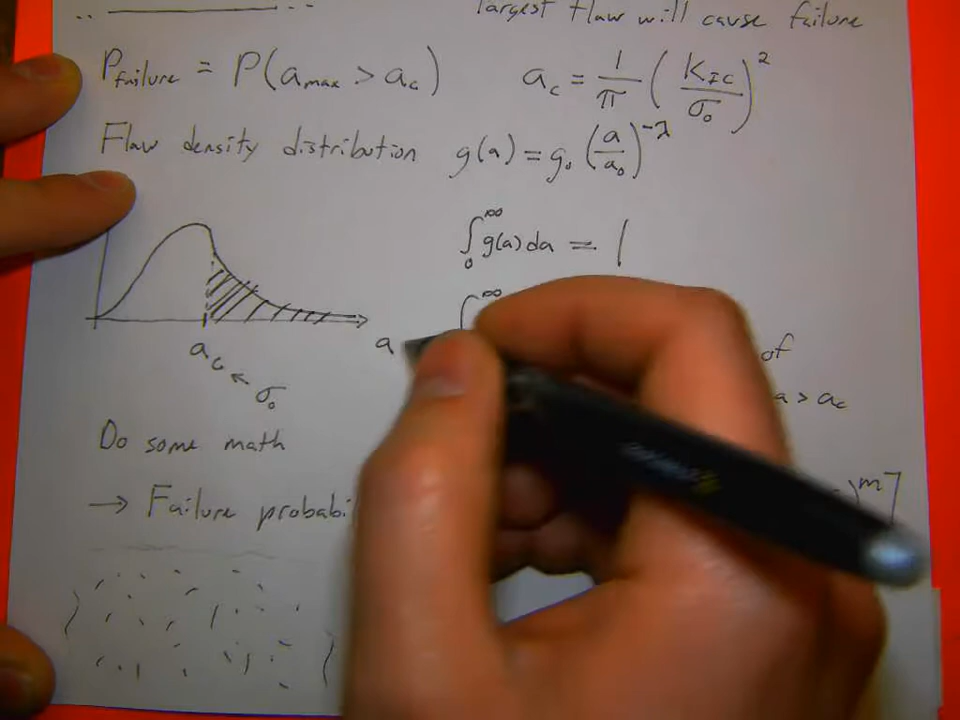 largest flaw will cause failure
P_failure = P(a_max > a_c) a_c = 1/π (K_IC/σ_0)^2
Flaw density distribution g(a) = g_0 (a/a_0)^-λ
∫_0^∞ g(a) da = 1
∫^∞
a
of
a_c ← σ_0
a > a_c
Do some math
)^m]
→ Failure probabi